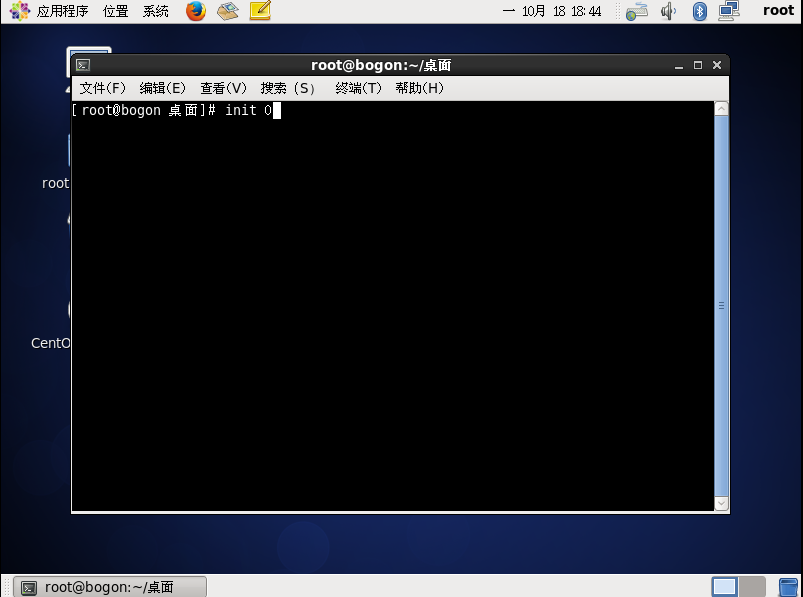 应用程序 位置 系统 一 10月 18 18:44 root
root@bogon:~/桌面
文件(F) 编辑(E) 查看(V) 搜索 (S) 终端(T) 帮助(H)
[root@bogon 桌面]# init 0
root
CentO
root@bogon:~/桌面